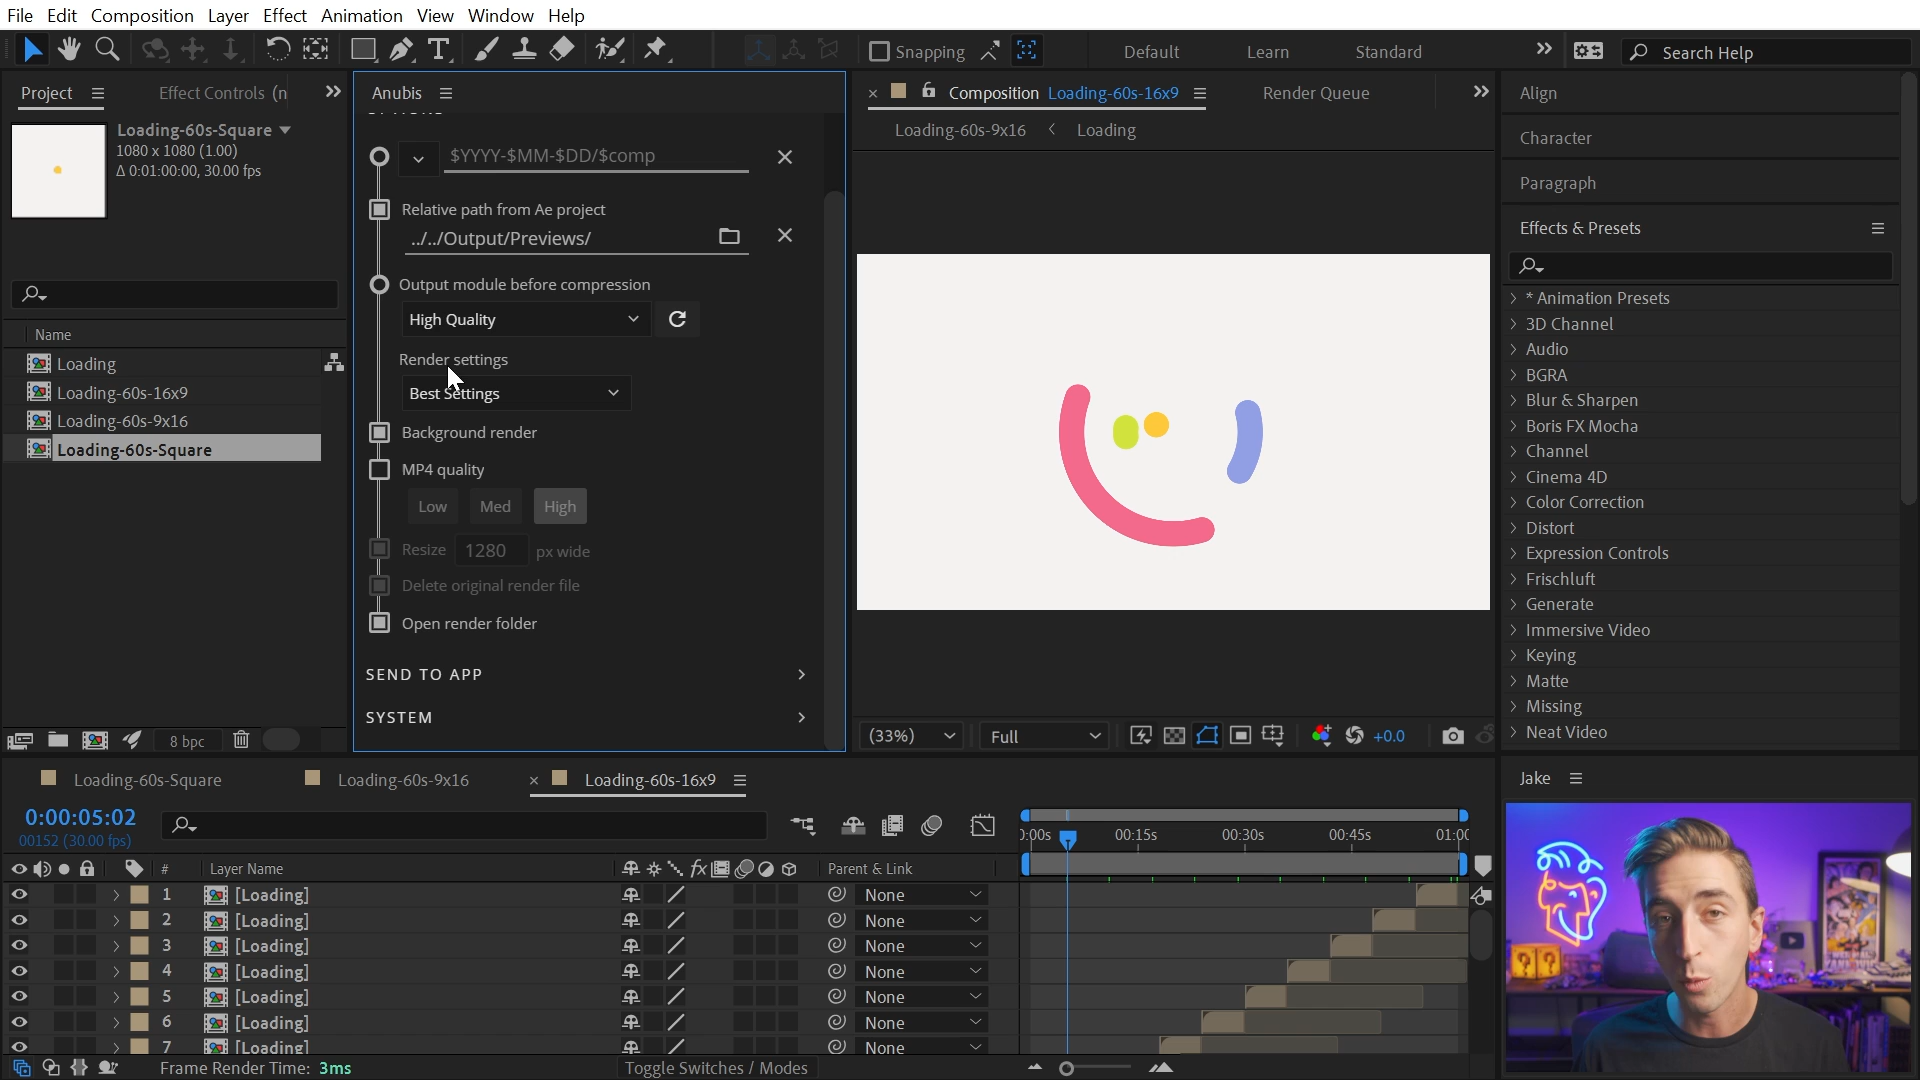 File Edit Composition Layer Effect Animation View Window Help
Snapping
Default Learn Standard
Search Help
Project
Effect Controls (n
Loading-60s-Square
1080 x 1080 (1.00)
Δ 0:01:00:00, 30.00 fps
Name
Loading
Loading-60s-16x9
Loading-60s-9x16
Loading-60s-Square
8 bpc
Anubis
$YYYY-$MM-$DD/$comp
Relative path from Ae project
../../Output/Previews/
Output module before compression
High Quality
Render settings
Best Settings
Background render
MP4 quality
Low Med High
Resize 1280 px wide
Delete original render file
Open render folder
SEND TO APP
SYSTEM
Composition Loading-60s-16x9
Render Queue
Loading-60s-9x16 Loading
(33%) Full +0.0
Align
Character
Paragraph
Effects & Presets
* Animation Presets
3D Channel
Audio
BGRA
Blur & Sharpen
Boris FX Mocha
Channel
Cinema 4D
Color Correction
Distort
Expression Controls
Frischluft
Generate
Immersive Video
Keying
Matte
Missing
Neat Video
Loading-60s-Square Loading-60s-9x16 Loading-60s-16x9
0:00:05:02
00152 (30.00 fps)
):00s 00:15s 00:30s 00:45s 01:00
# Layer Name fx Parent & Link
1 [Loading] None
2 [Loading] None
3 [Loading] None
4 [Loading] None
5 [Loading] None
6 [Loading] None
7 [Loading] None
Frame Render Time: 3ms
Toggle Switches / Modes
Jake